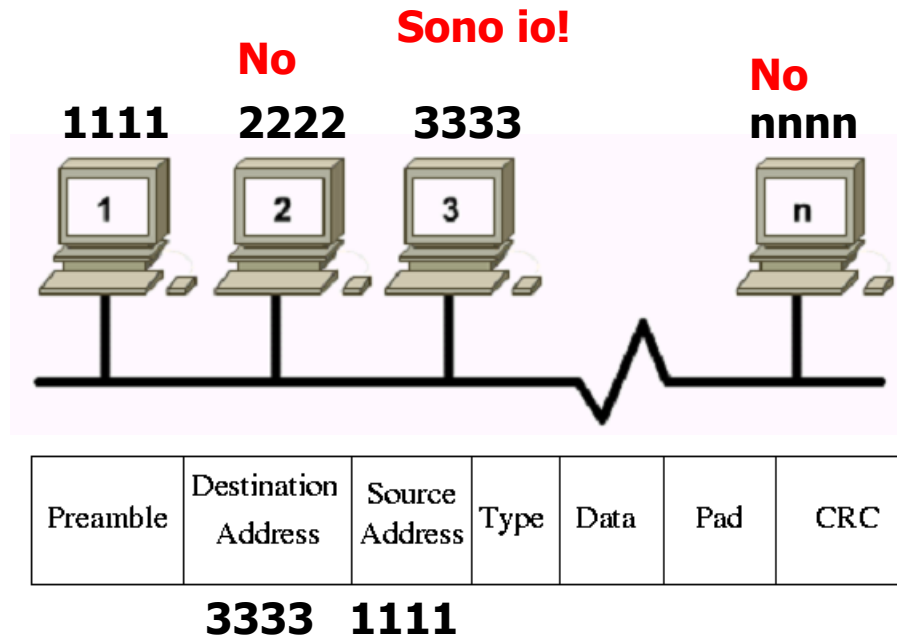 Sono io!
No
No
1111 2222 3333 nnnn
1 2 3 n
Preamble
Destination
Address
Source
Address
Type
Data
Pad
CRC
3333 1111